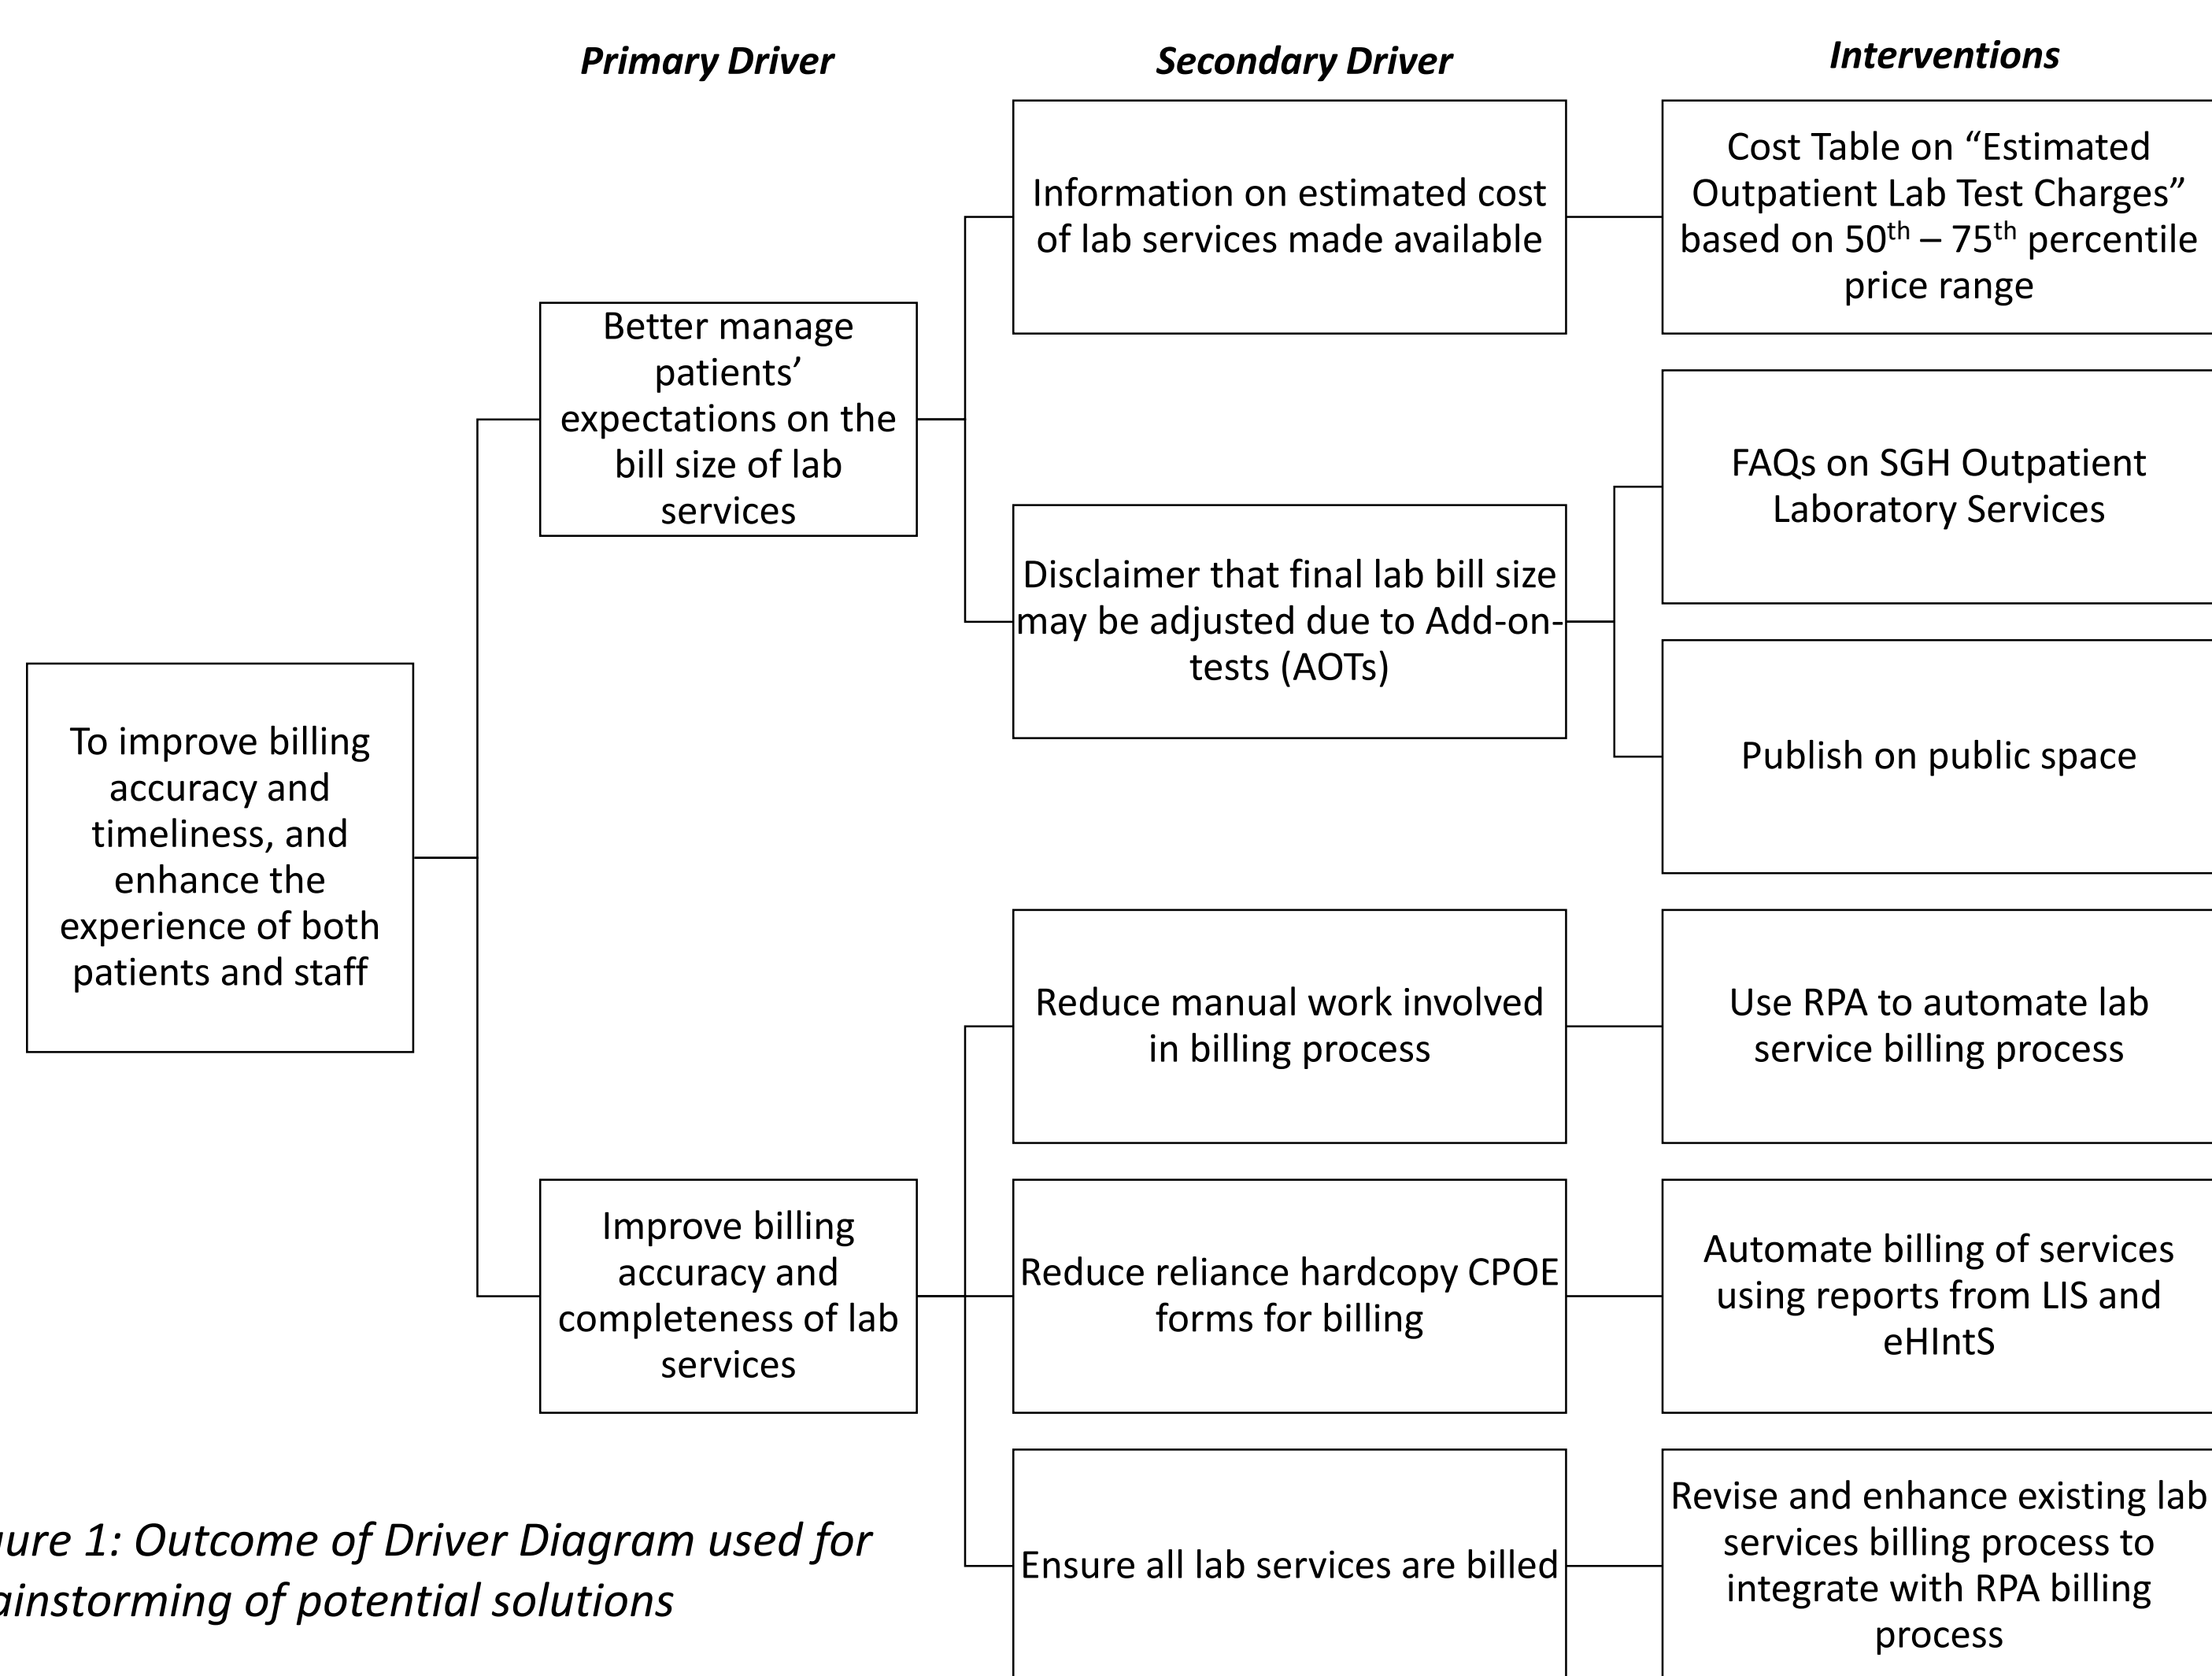 Primary Driver
Secondary Driver
Interventions
To improve billing
accuracy and
timeliness, and
enhance the
experience of both
patients and staff
Better manage
patients’
expectations on the
bill size of lab
services
Information on estimated cost
of lab services made available
Cost Table on “Estimated
Outpatient Lab Test Charges”
based on 50th – 75th percentile
price range
Disclaimer that final lab bill size
may be adjusted due to Add-on-
tests (AOTs)
FAQs on SGH Outpatient
Laboratory Services
Publish on public space
Improve billing
accuracy and
completeness of lab
services
Reduce manual work involved
in billing process
Use RPA to automate lab
service billing process
Reduce reliance hardcopy CPOE
forms for billing
Automate billing of services
using reports from LIS and
eHIntS
Ensure all lab services are billed
Revise and enhance existing lab
services billing process to
integrate with RPA billing
process
1: Outcome of Driver Diagram used for
of potential solutions